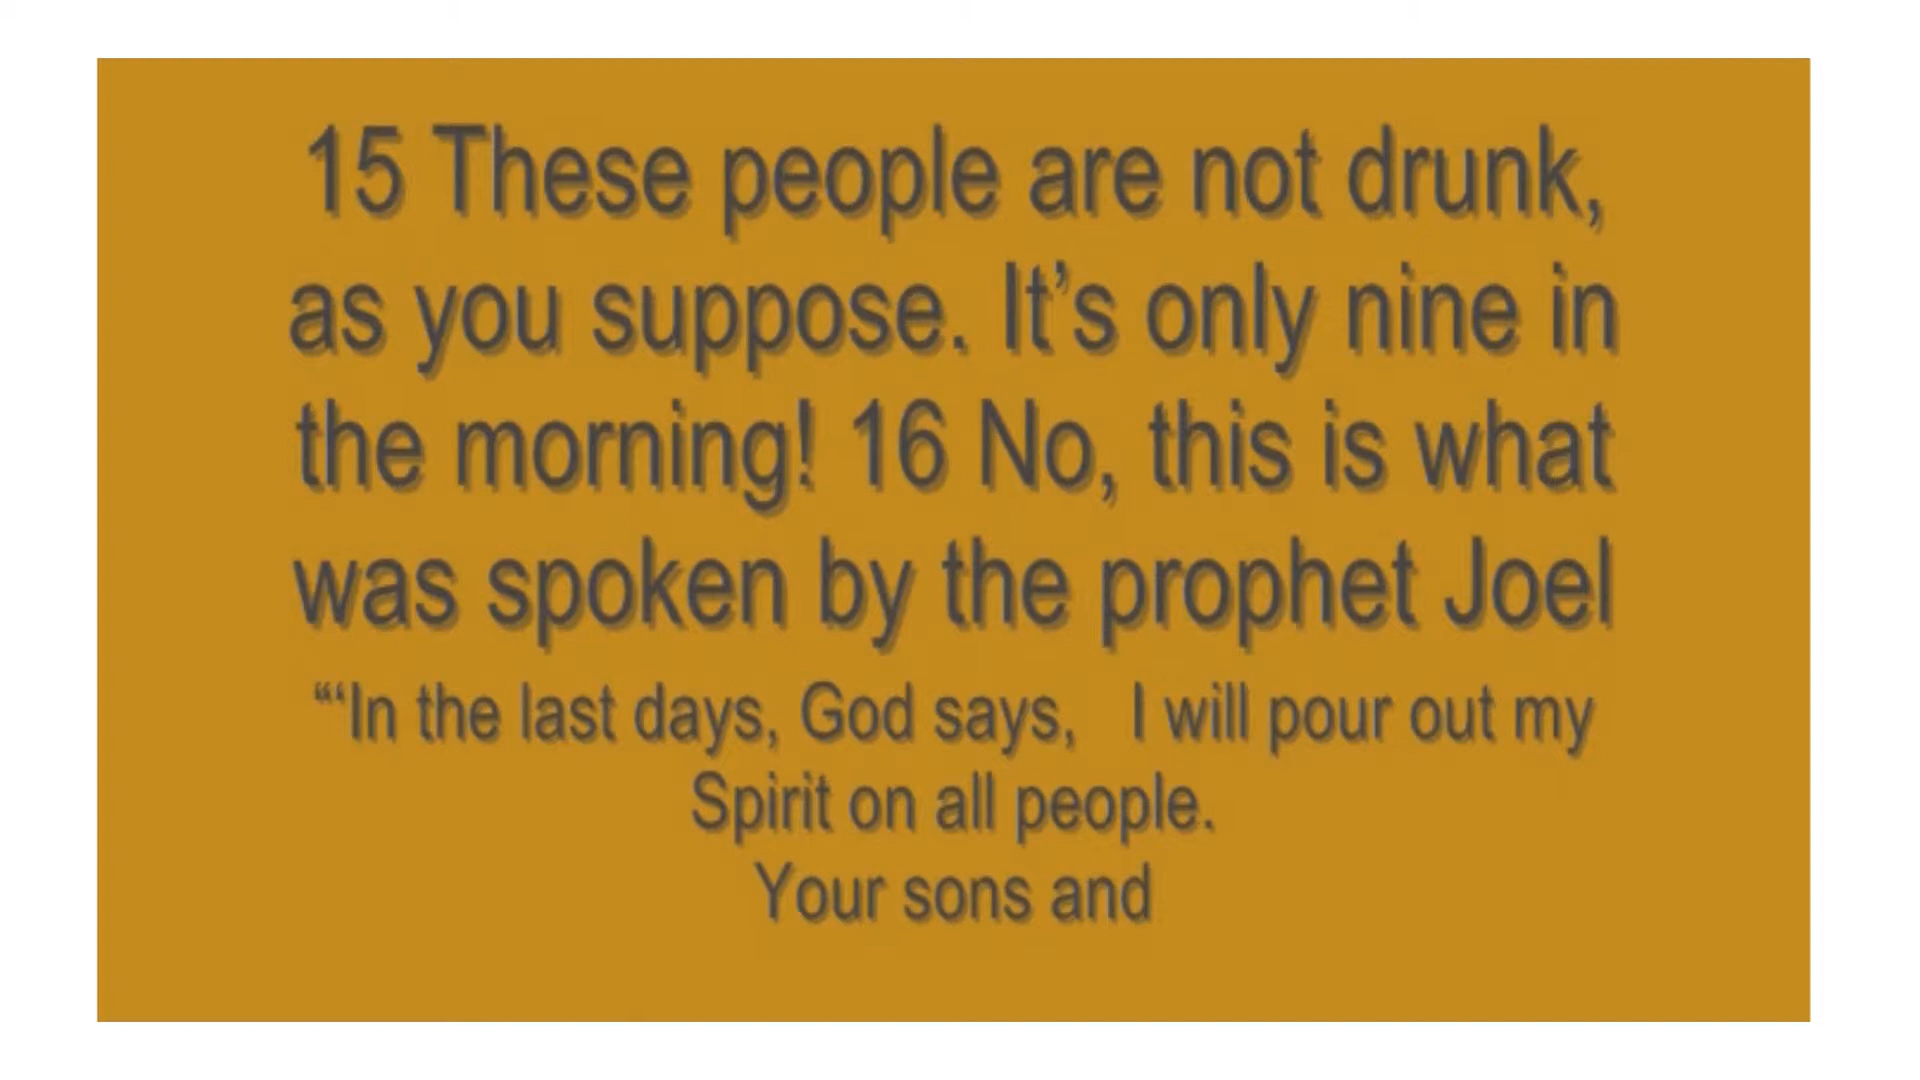 15 These people are not drunk,
as you suppose. It’s only nine in
the morning! 16 No, this is what
was spoken by the prophet Joel
“‘In the last days, God says,   I will pour out my
Spirit on all people.
Your sons and